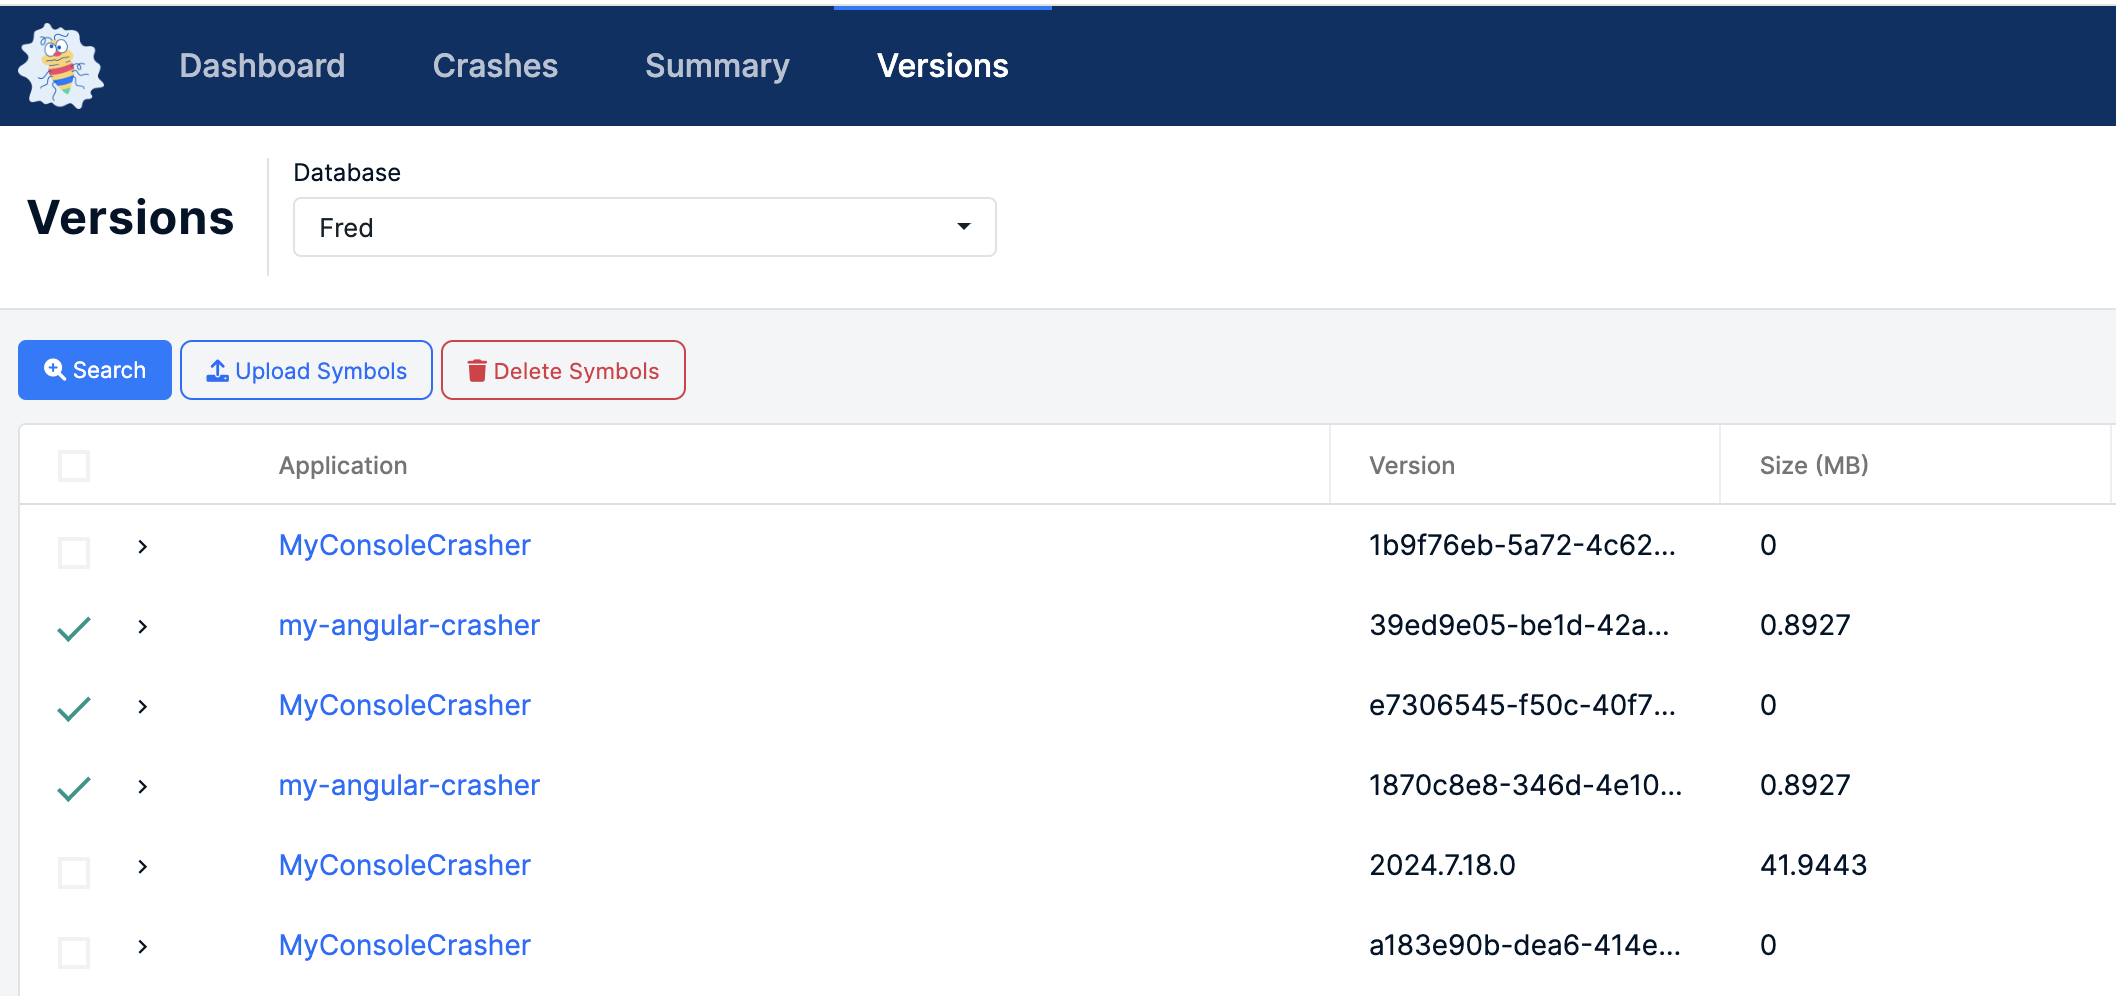 Dashboard Crashes Summary Versions
Database
Versions
Fred
Search Upload Symbols Delete Symbols
Application Version Size (MB)
MyConsoleCrasher 1b9f76eb-5a72-4c62... 0
my-angular-crasher 39ed9e05-be1d-42a... 0.8927
MyConsoleCrasher e7306545-f50c-40f7... 0
my-angular-crasher 1870c8e8-346d-4e10... 0.8927
MyConsoleCrasher 2024.7.18.0 41.9443
MyConsoleCrasher a183e90b-dea6-414e... 0